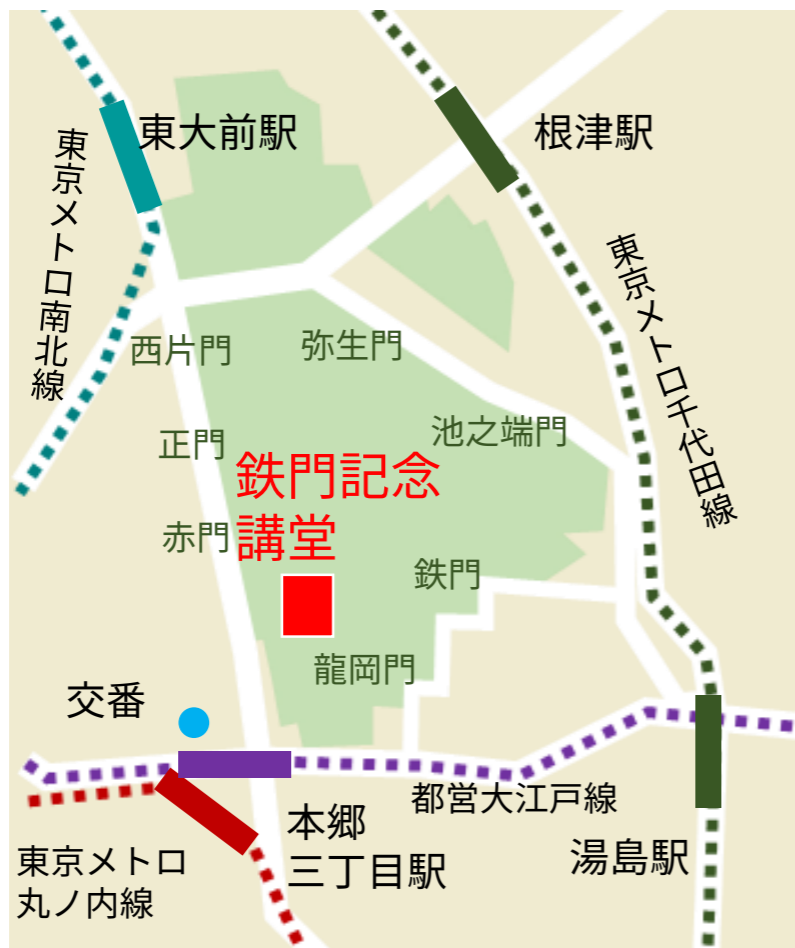 東大前駅
根津駅
東京メトロ南北線
東京メトロ千代田線
西片門
弥生門
池之端門
正門
鉄門記念
講堂
赤門
鉄門
龍岡門
交番
都営大江戸線
本郷
三丁目駅
湯島駅
東京メトロ
丸ノ内線